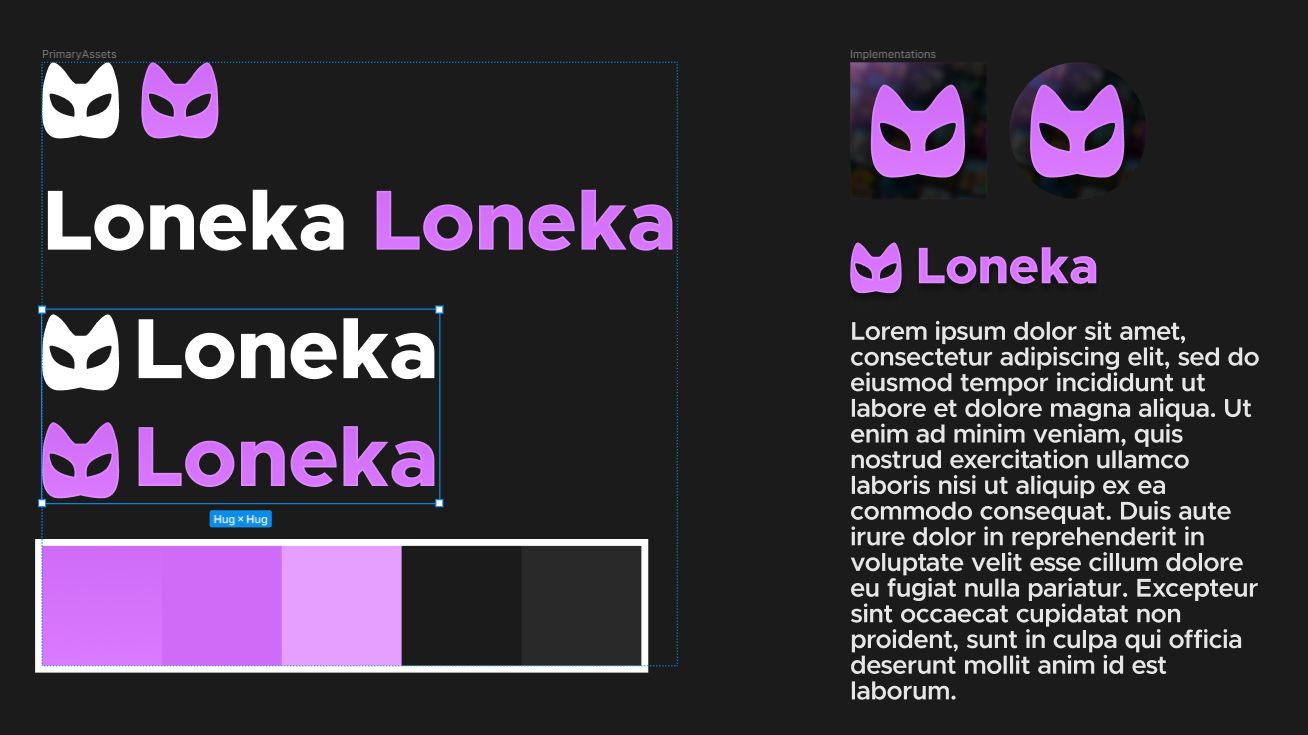 PrimaryAssets
Loneka Loneka
Loneka
Loneka
Hug × Hug
Implementations
Loneka
Lorem ipsum dolor sit amet,
consectetur adipiscing elit, sed do
eiusmod tempor incididunt ut
labore et dolore magna aliqua. Ut
enim ad minim veniam, quis
nostrud exercitation ullamco
laboris nisi ut aliquip ex ea
commodo consequat. Duis aute
irure dolor in reprehenderit in
voluptate velit esse cillum dolore
eu fugiat nulla pariatur. Excepteur
sint occaecat cupidatat non
proident, sunt in culpa qui officia
deserunt mollit anim id est
laborum.